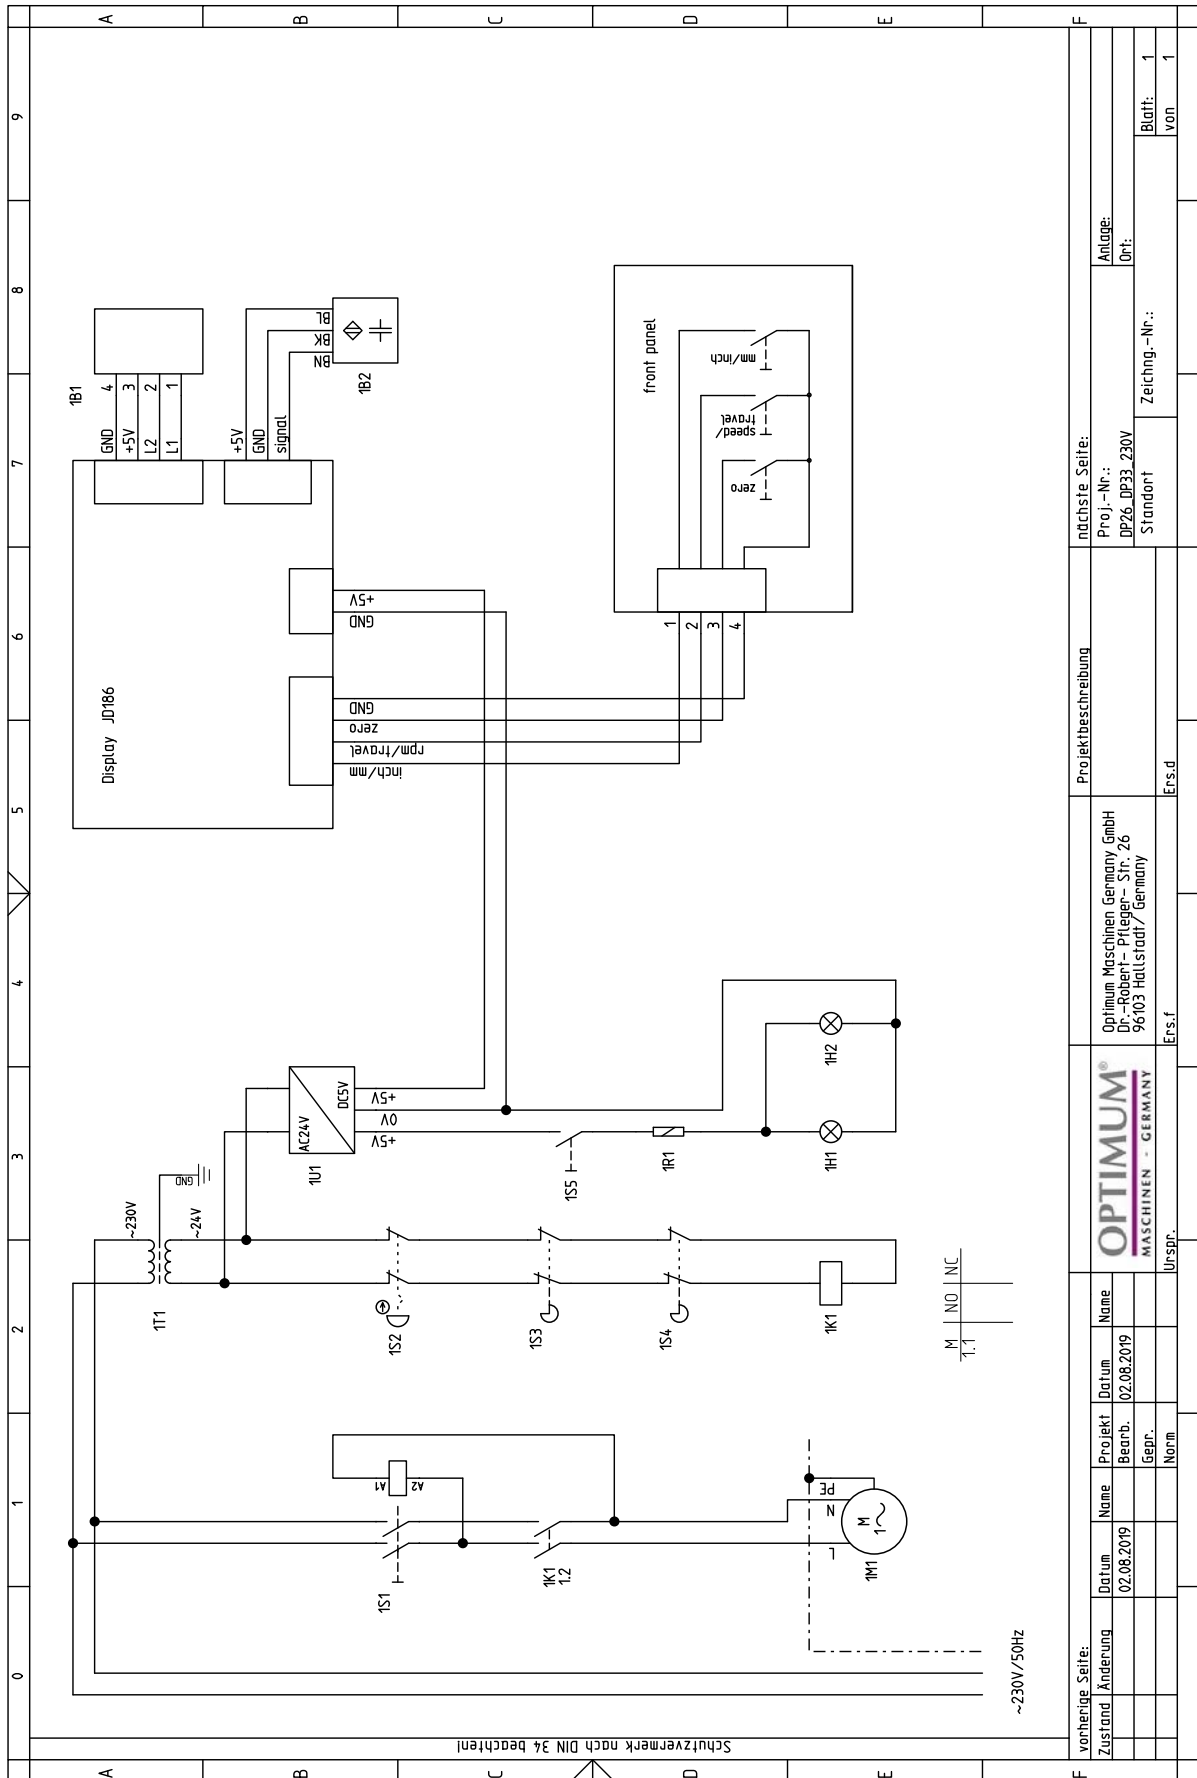 0 1 2 3 4 5 6 7 8 9
A
B
C
D
E
F
A
B
C
D
E
F
Schutzvermerk nach DIN 34 beachten!
~230V/50Hz
1S1
A1
A2
1K1
1.2
L
N
PE
M
1~
1M1
1T1
~230V
~24V
GND
1S2
1S3
1S4
1K1
M NO NC
1.1
1U1
AC24V
DC5V
+5V
0V
+5V
1S5
1R1
1H1
1H2
Display JD186
inch/mm
rpm/travel
zero
GND
GND
+5V
GND
+5V
L2
L1
4
3
2
1
1B1
+5V
GND
signal
BN
BK
BL
1B2
front panel
1
2
3
4
zero
speed/
travel
mm/inch
vorherige Seite:
Zustand Änderung Datum Name Projekt Datum Name
02.08.2019 Bearb. 02.08.2019
Gepr.
Norm
Urspr.
OPTIMUM®
MASCHINEN - GERMANY
Optimum Maschinen Germany GmbH
Dr.-Robert- Pfleger- Str. 26
96103 Hallstadt/ Germany
Ers.f
Ers.d
Projektbeschreibung
nächste Seite:
Proj.-Nr.:
DP26_DP33_230V
Standort
Anlage:
Ort:
Zeichng.-Nr.:
Blatt: 1
von 1